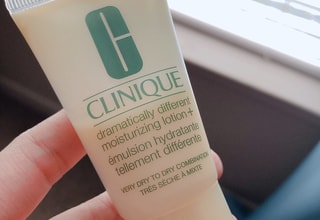 CLINIQUE
dramatically different
moisturizing lotion+
émulsion hydratante
tellement différente
VERY DRY TO DRY COMBINATION
TRÈS SÈCHE À MIXTE